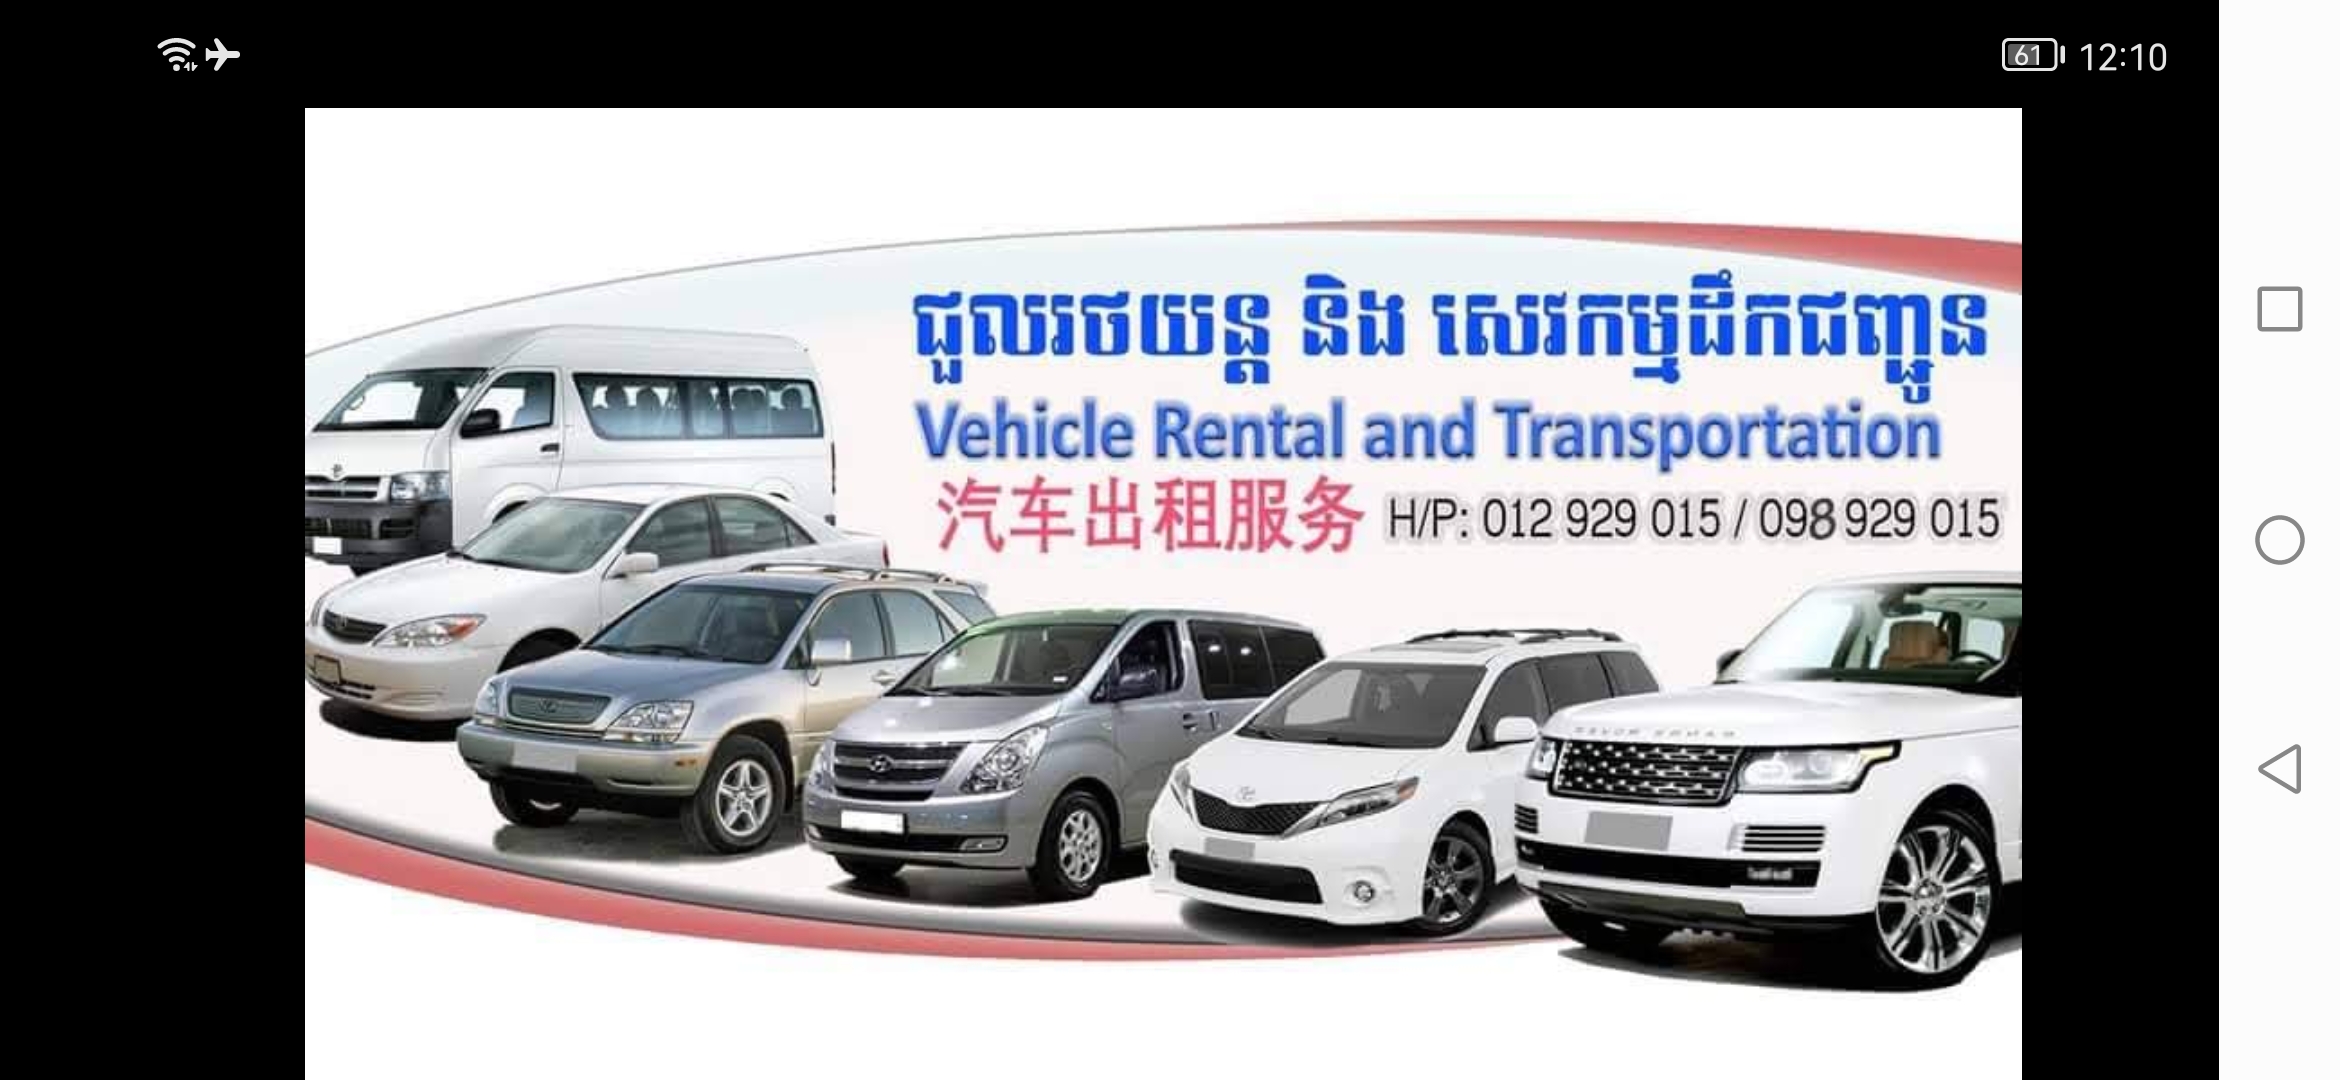 61 12:10
ជួលរថយន្ត និង សេវកម្មដឹកជញ្ជូន
Vehicle Rental and Transportation
汽车出租服务 H/P: 012 929 015 / 098 929 015